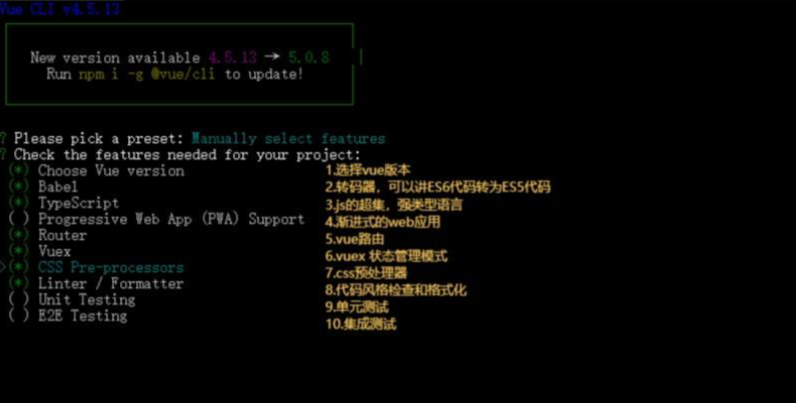 Vue CLI v4.5.13
New version available 4.5.13 → 5.0.8
Run npm i -g @vue/cli to update!
? Please pick a preset: Manually select features
? Check the features needed for your project:
(*) Choose Vue version 1.选择vue版本
(*) Babel 2.转码器，可以讲ES6代码转为ES5代码
(*) TypeScript 3.js的超集，强类型语言
( ) Progressive Web App (PWA) Support 4.渐进式的web应用
(*) Router 5.vue路由
(*) Vuex 6.vuex 状态管理模式
>(*) CSS Pre-processors 7.css预处理器
(*) Linter / Formatter 8.代码风格检查和格式化
( ) Unit Testing 9.单元测试
( ) E2E Testing 10.集成测试